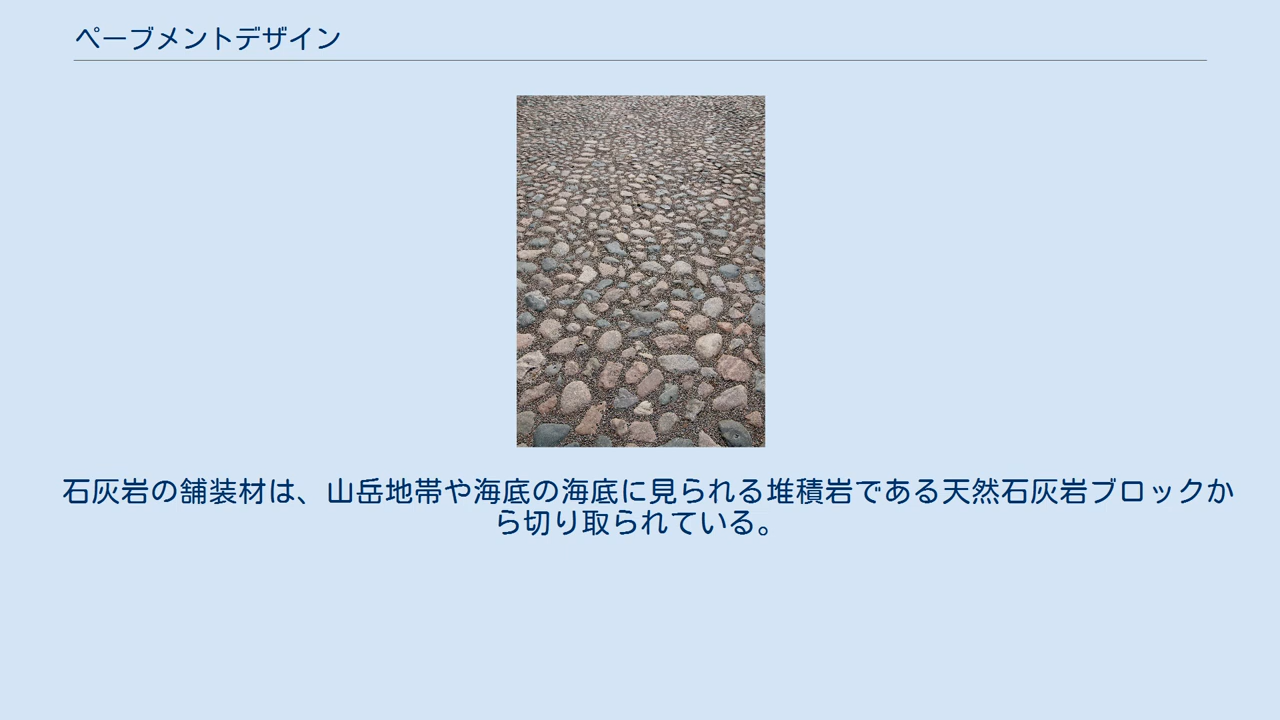 ペーブメントデザイン
石灰岩の舗装材は、山岳地帯や海底の海底に見られる堆積岩である天然石灰岩ブロックか
ら切り取られている。